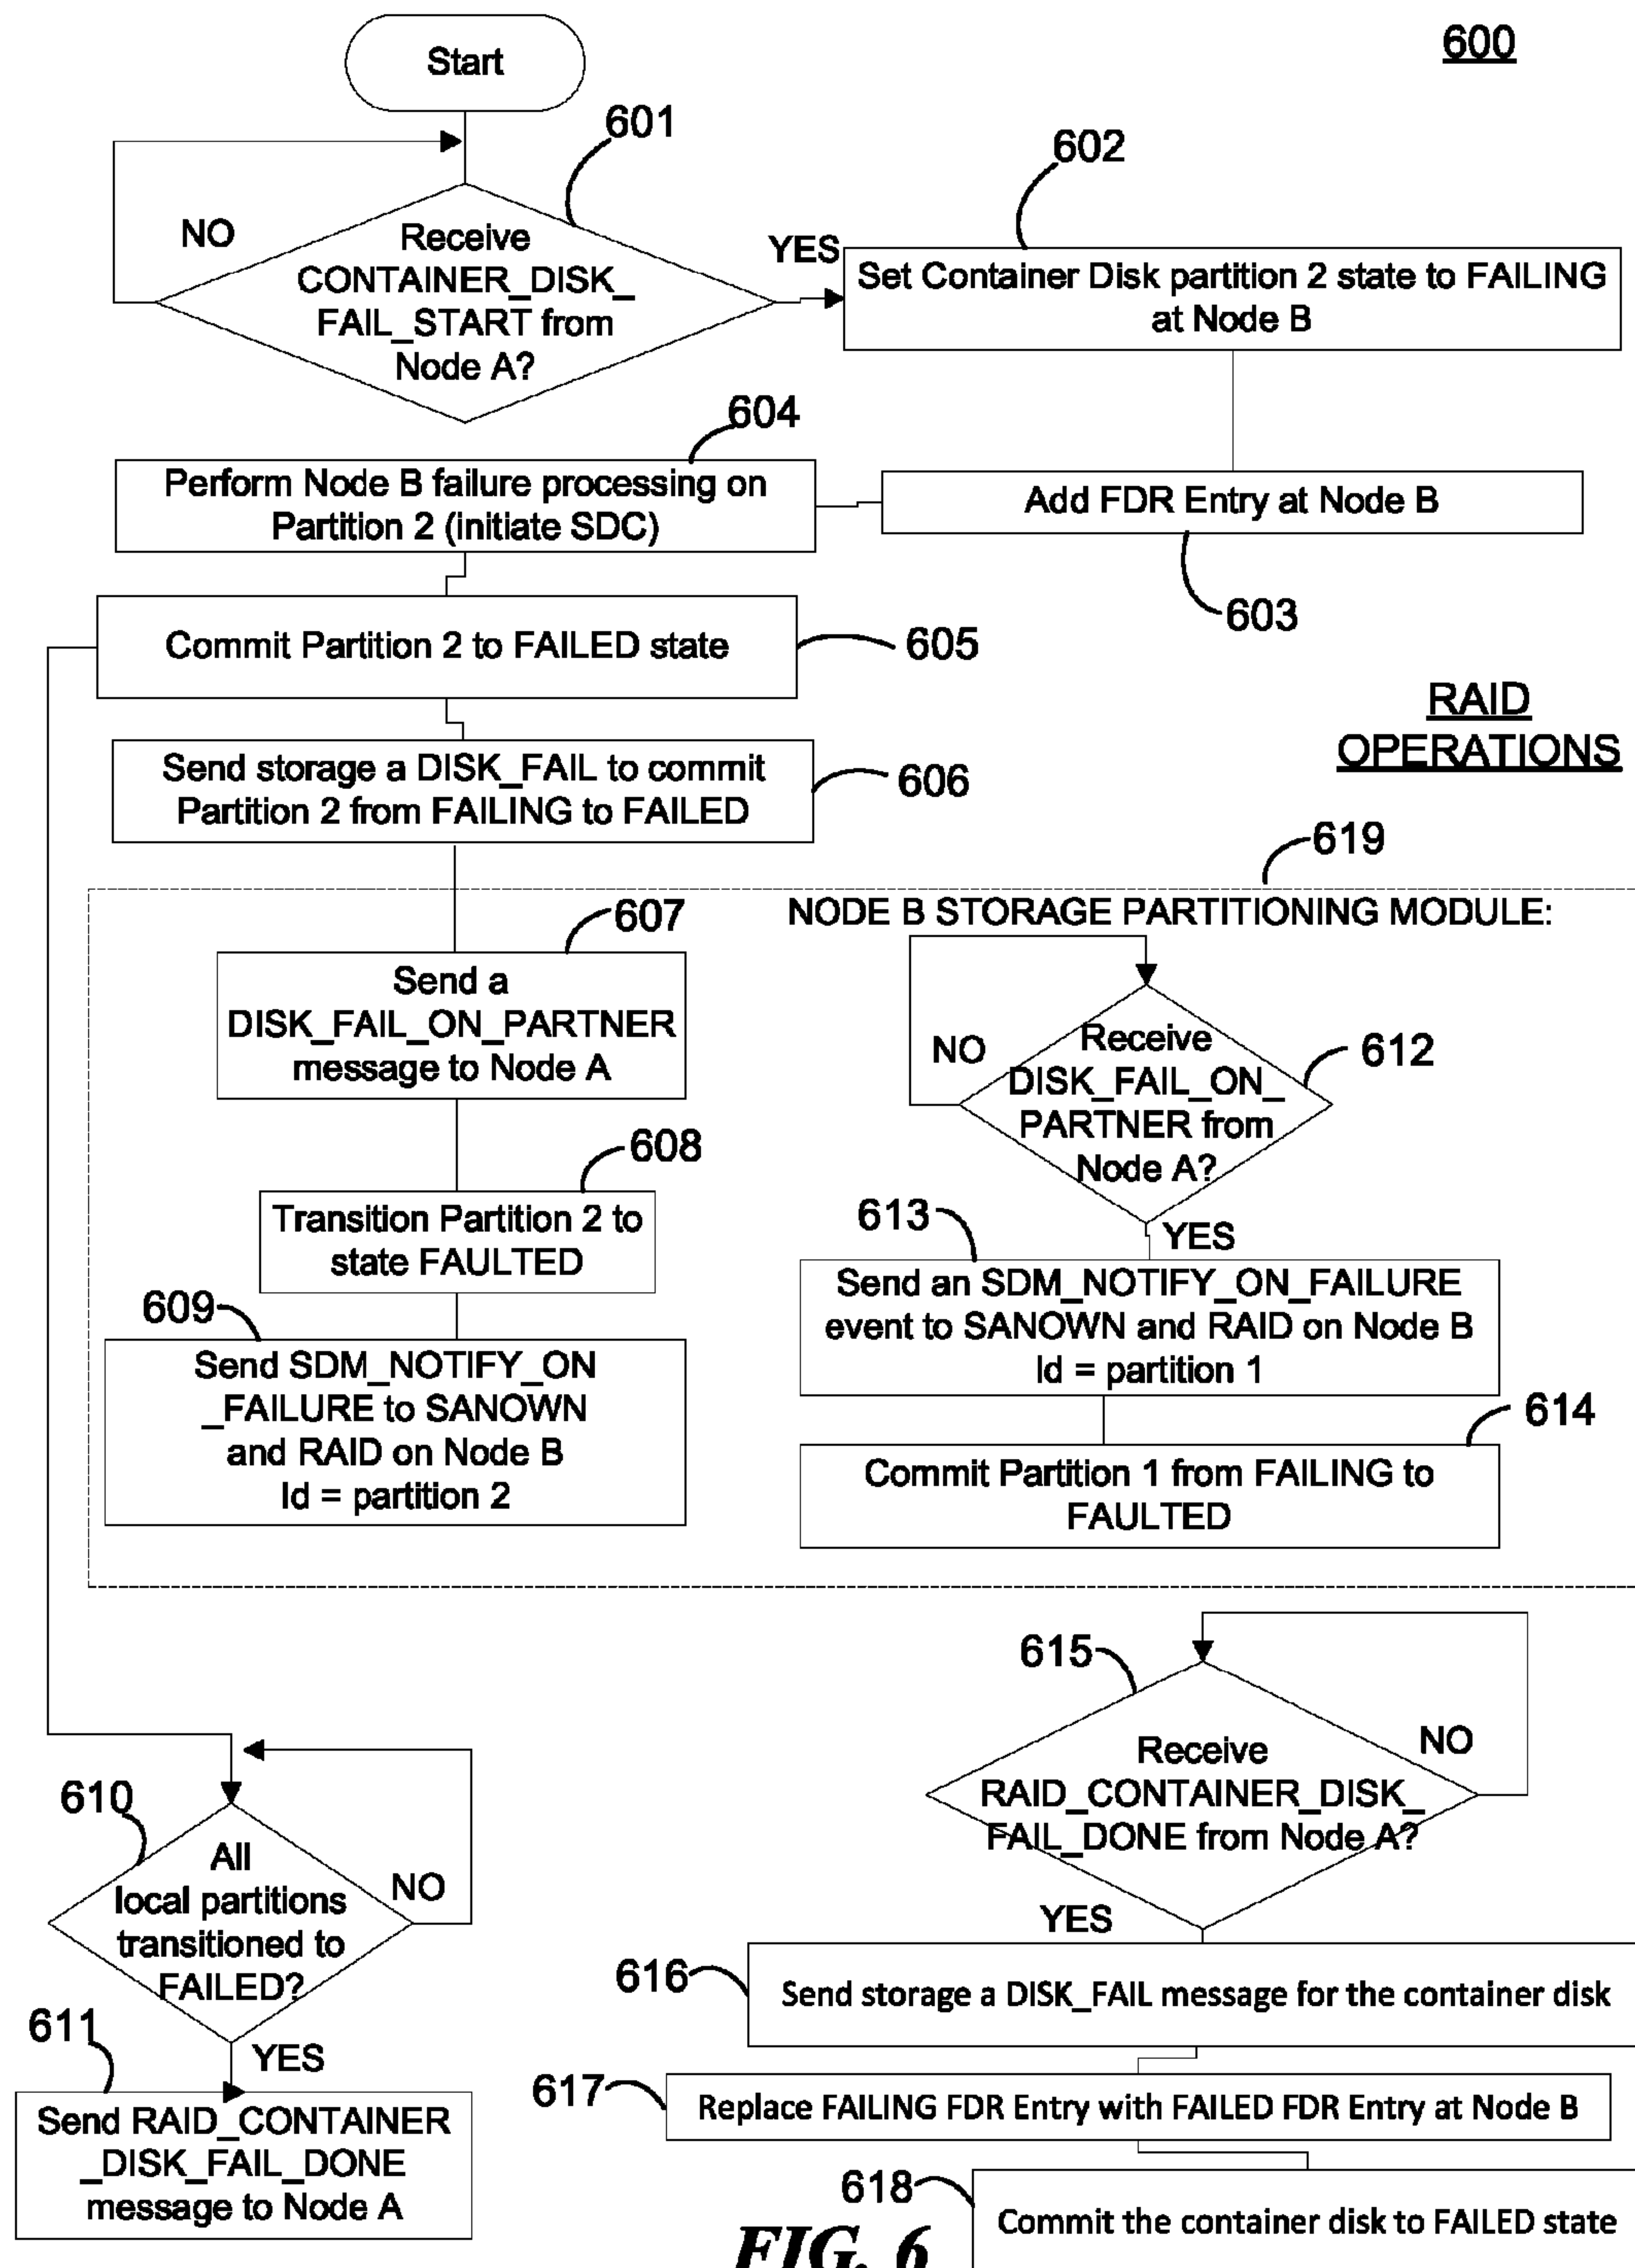 600
Start
601
602
NO
Receive
CONTAINER_DISK_
FAIL_START from
Node A?
YES
Set Container Disk partition 2 state to FAILING
at Node B
604
Perform Node B failure processing on
Partition 2 (initiate SDC)
Add FDR Entry at Node B
603
Commit Partition 2 to FAILED state
605
RAID
OPERATIONS
Send storage a DISK_FAIL to commit
Partition 2 from FAILING to FAILED
606
619
NODE B STORAGE PARTITIONING MODULE:
607
Send a
DISK_FAIL_ON_PARTNER
message to Node A
608
Transition Partition 2 to
state FAULTED
609
Send SDM_NOTIFY_ON
_FAILURE to SANOWN
and RAID on Node B
Id = partition 2
NO
Receive
DISK_FAIL_ON_
PARTNER from
Node A?
612
613
YES
Send an SDM_NOTIFY_ON_FAILURE
event to SANOWN and RAID on Node B
Id = partition 1
614
Commit Partition 1 from FAILING to
FAULTED
610
All
local partitions
transitioned to
FAILED?
NO
611
YES
Send RAID_CONTAINER
_DISK_FAIL_DONE
message to Node A
615
Receive
RAID_CONTAINER_DISK_
FAIL_DONE from Node A?
NO
YES
616
Send storage a DISK_FAIL message for the container disk
617
Replace FAILING FDR Entry with FAILED FDR Entry at Node B
618
Commit the container disk to FAILED state
FIG. 6